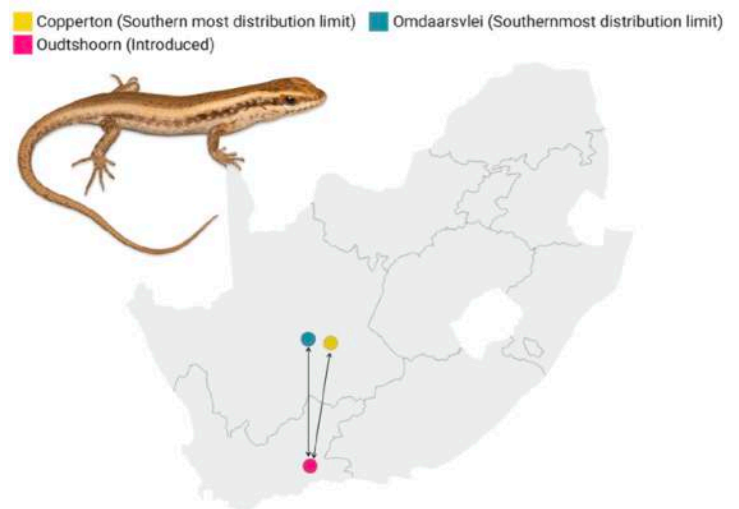 Copperton (Southern most distribution limit) Omdaarsvlei (Southernmost distribution limit)
Oudtshoorn (Introduced)